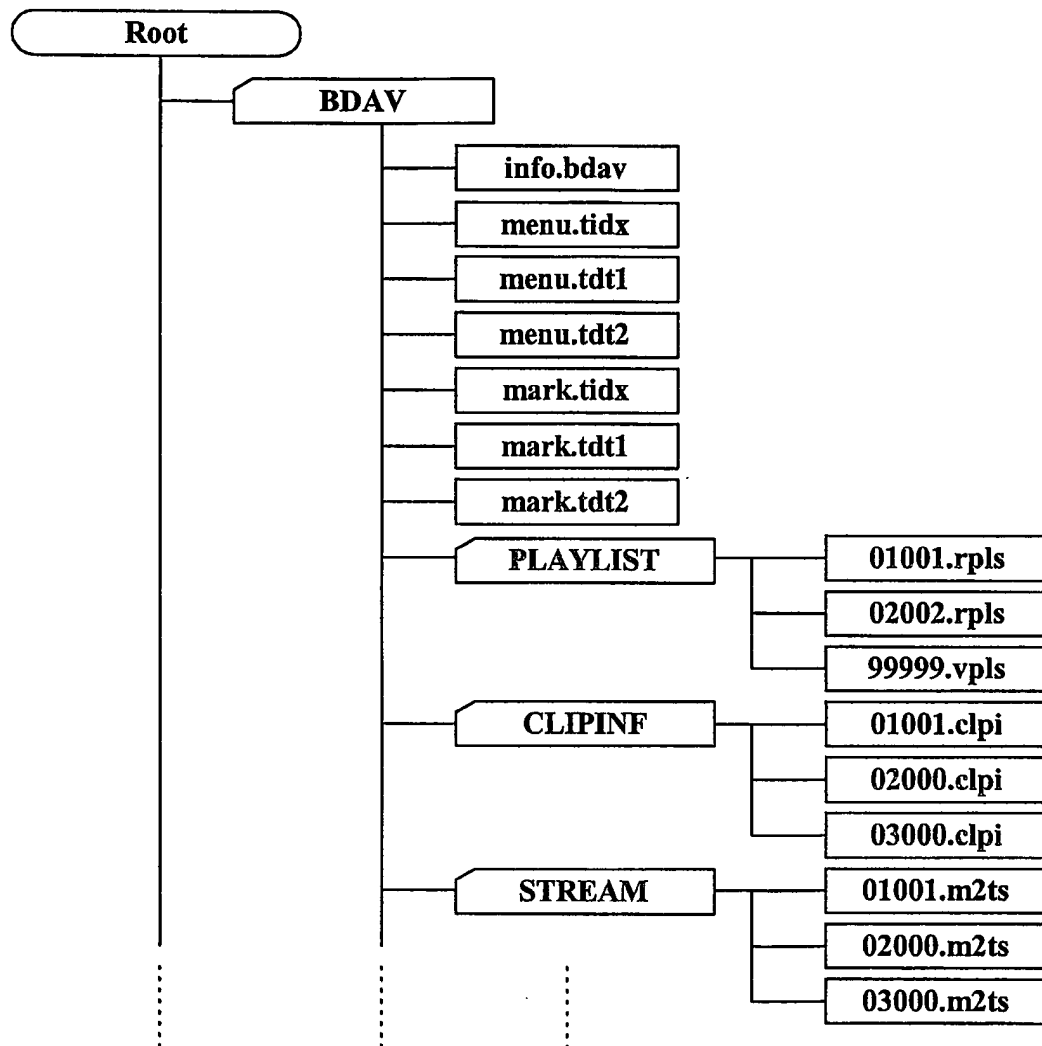 Root
BDAV
info.bdav
menu.tidx
menu.tdt1
menu.tdt2
mark.tidx
mark.tdt1
mark.tdt2
PLAYLIST
01001.rpls
02002.rpls
99999.vpls
CLIPINF
01001.clpi
02000.clpi
03000.clpi
STREAM
01001.m2ts
02000.m2ts
03000.m2ts